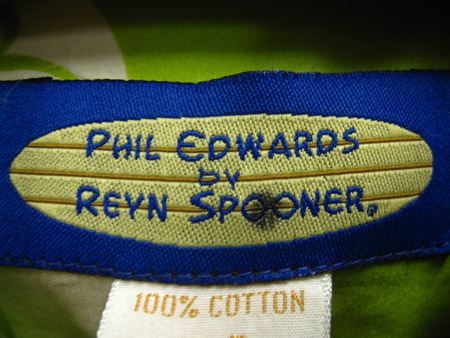 PHIL EDWARDS
by
REYN SPOONER®
100% COTTON